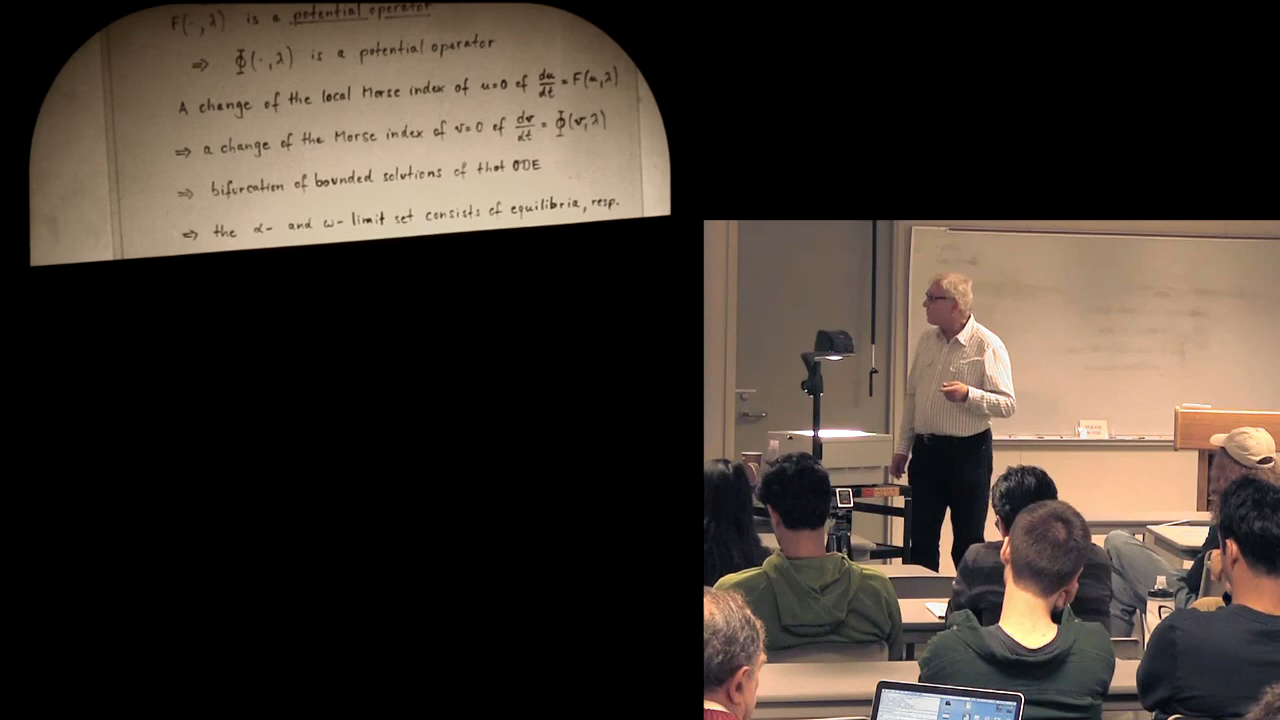 F(·,λ) is a potential operator
⇒ Φ(·,λ) is a potential operator
A change of the local Morse index of u=0 of du/dt = F(u,λ)
⇒ a change of the Morse index of v=0 of dv/dt = Φ(v,λ)
⇒ bifurcation of bounded solutions of that ODE
⇒ the α- and ω-limit set consists of equilibria, resp.